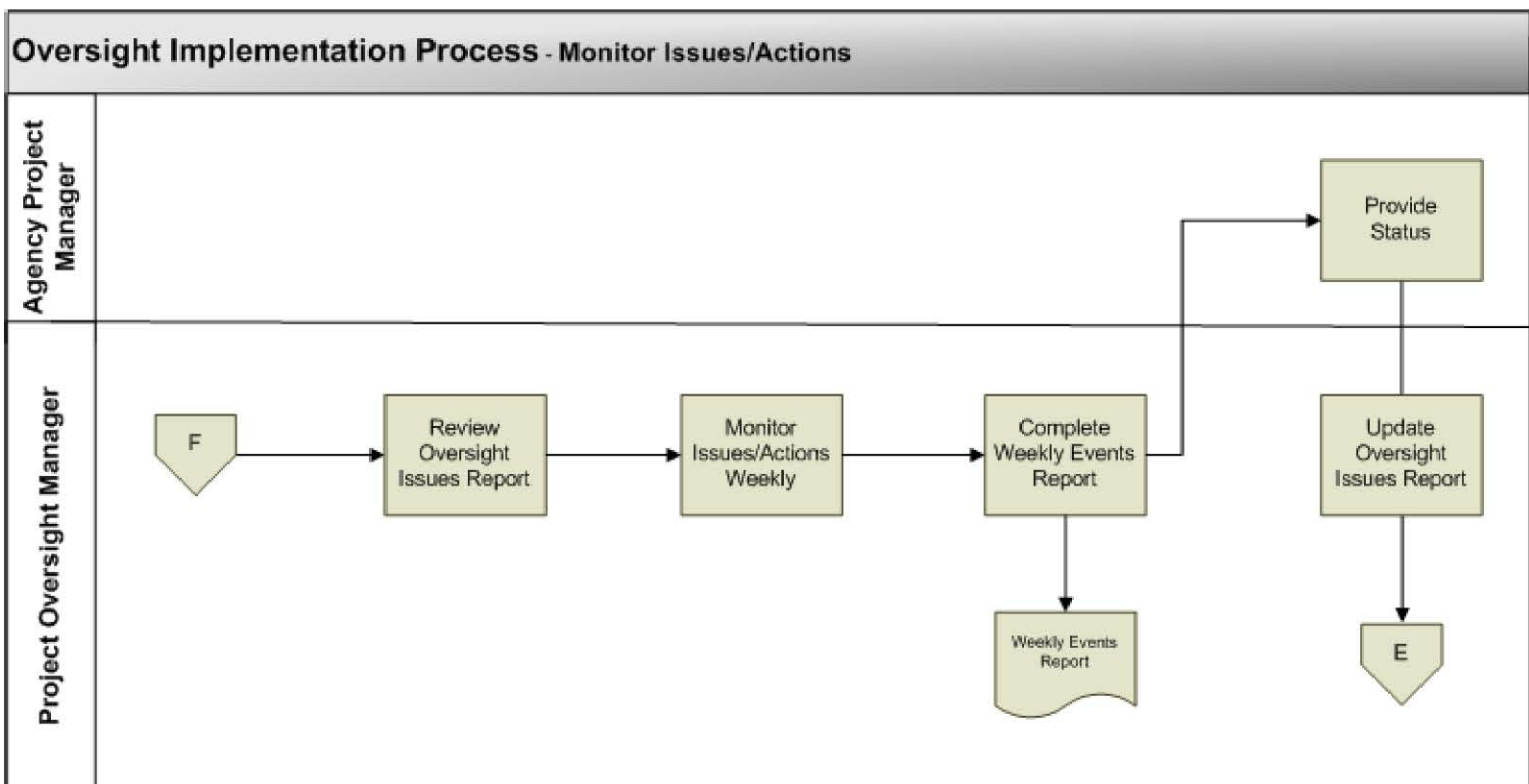 Oversight Implementation Process - Monitor Issues/Actions
Agency Project
Manager
Provide
Status
Project Oversight Manager
F
Review
Oversight
Issues Report
Monitor
Issues/Actions
Weekly
Complete
Weekly Events
Report
Update
Oversight
Issues Report
Weekly Events
Report
E